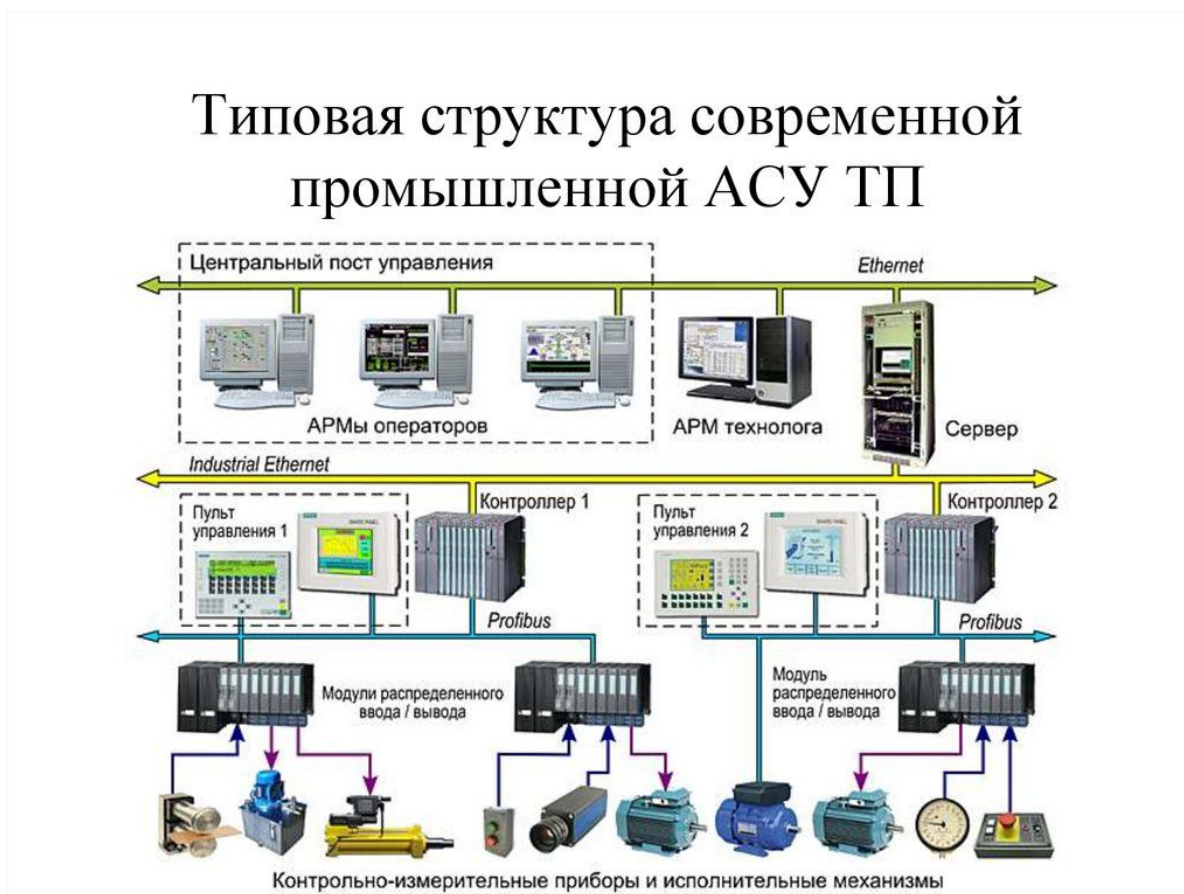 Типовая структура современной
промышленной АСУ ТП
Центральный пост управления
Ethernet
АРМы операторов
АРМ технолога
Сервер
Industrial Ethernet
Пульт
управления 1
Контроллер 1
Пульт
управления 2
Контроллер 2
Profibus
Profibus
Модули распределенного
ввода / вывода
Модуль
распределенного
ввода / вывода
Контрольно-измерительные приборы и исполнительные механизмы